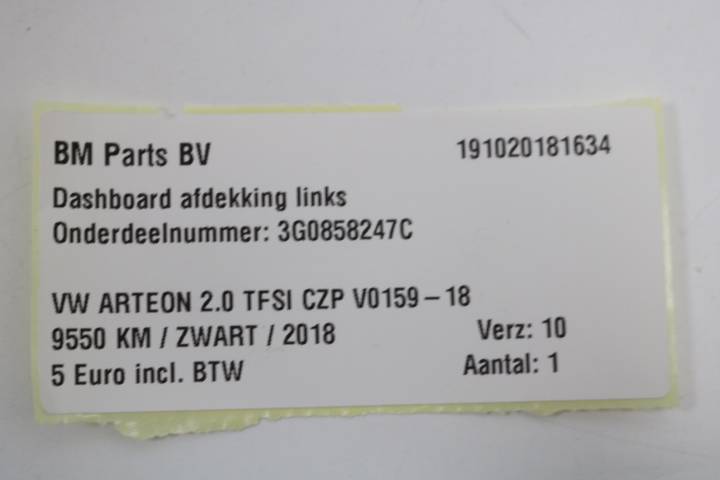 BM Parts BV 191020181634
Dashboard afdekking links
Onderdeelnummer: 3G0858247C
VW ARTEON 2.0 TFSI CZP V0159 – 18
9550 KM / ZWART / 2018 Verz: 10
5 Euro incl. BTW Aantal: 1